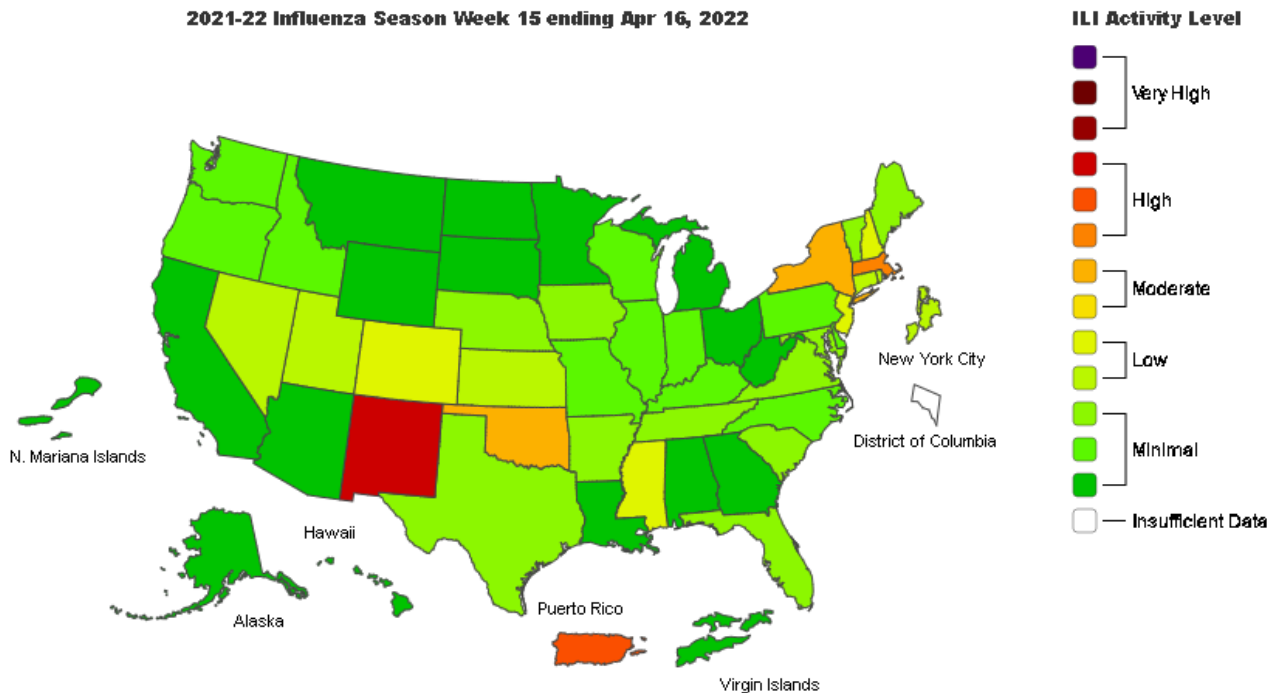 2021-22 Influenza Season Week 15 ending Apr 16, 2022
ILI Activity Level
Very High
High
Moderate
Low
Minimal
Insufficient Data
New York City
District of Columbia
N. Mariana Islands
Hawaii
Alaska
Puerto Rico
Virgin Islands